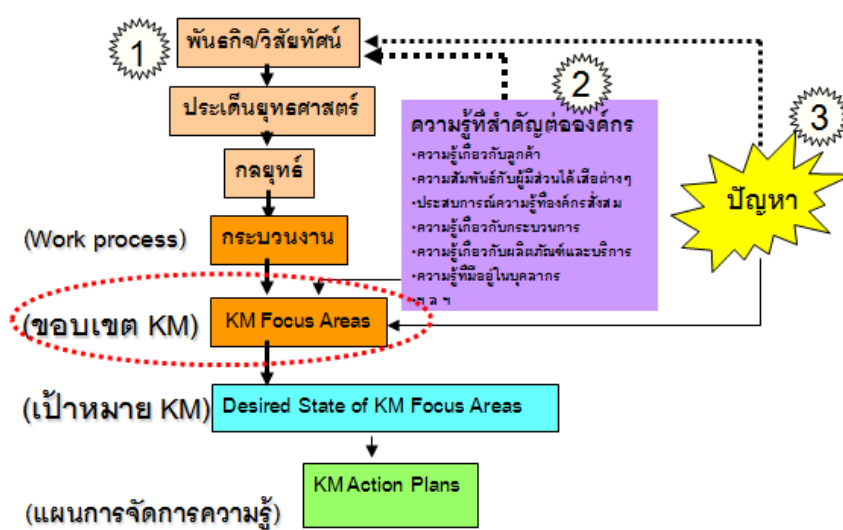 1
พันธกิจ/วิสัยทัศน์
ประเด็นยุทธศาสตร์
กลยุทธ์
(Work process)
กระบวนงาน
(ขอบเขต KM)
KM Focus Areas
(เป้าหมาย KM)
Desired State of KM Focus Areas
KM Action Plans
(แผนการจัดการความรู้)
2
ความรู้ที่สำคัญต่อองค์กร
•ความรู้เกี่ยวกับลูกค้า
•ความสัมพันธ์กับผู้มีส่วนได้เสียต่างๆ
•ประสบการณ์ความรู้ที่องค์กรสั่งสม
•ความรู้เกี่ยวกับกระบวนการ
•ความรู้เกี่ยวกับผลิตภัณฑ์และบริการ
•ความรู้ที่มีอยู่ในบุคลากร
•ฯ ล ฯ
3
ปัญหา